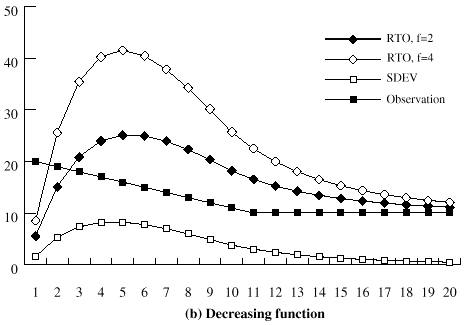 50
40
30
20
10
0
RTO, f=2
RTO, f=4
SDEV
Observation
1 2 3 4 5 6 7 8 9 10 11 12 13 14 15 16 17 18 19 20
(b) Decreasing function